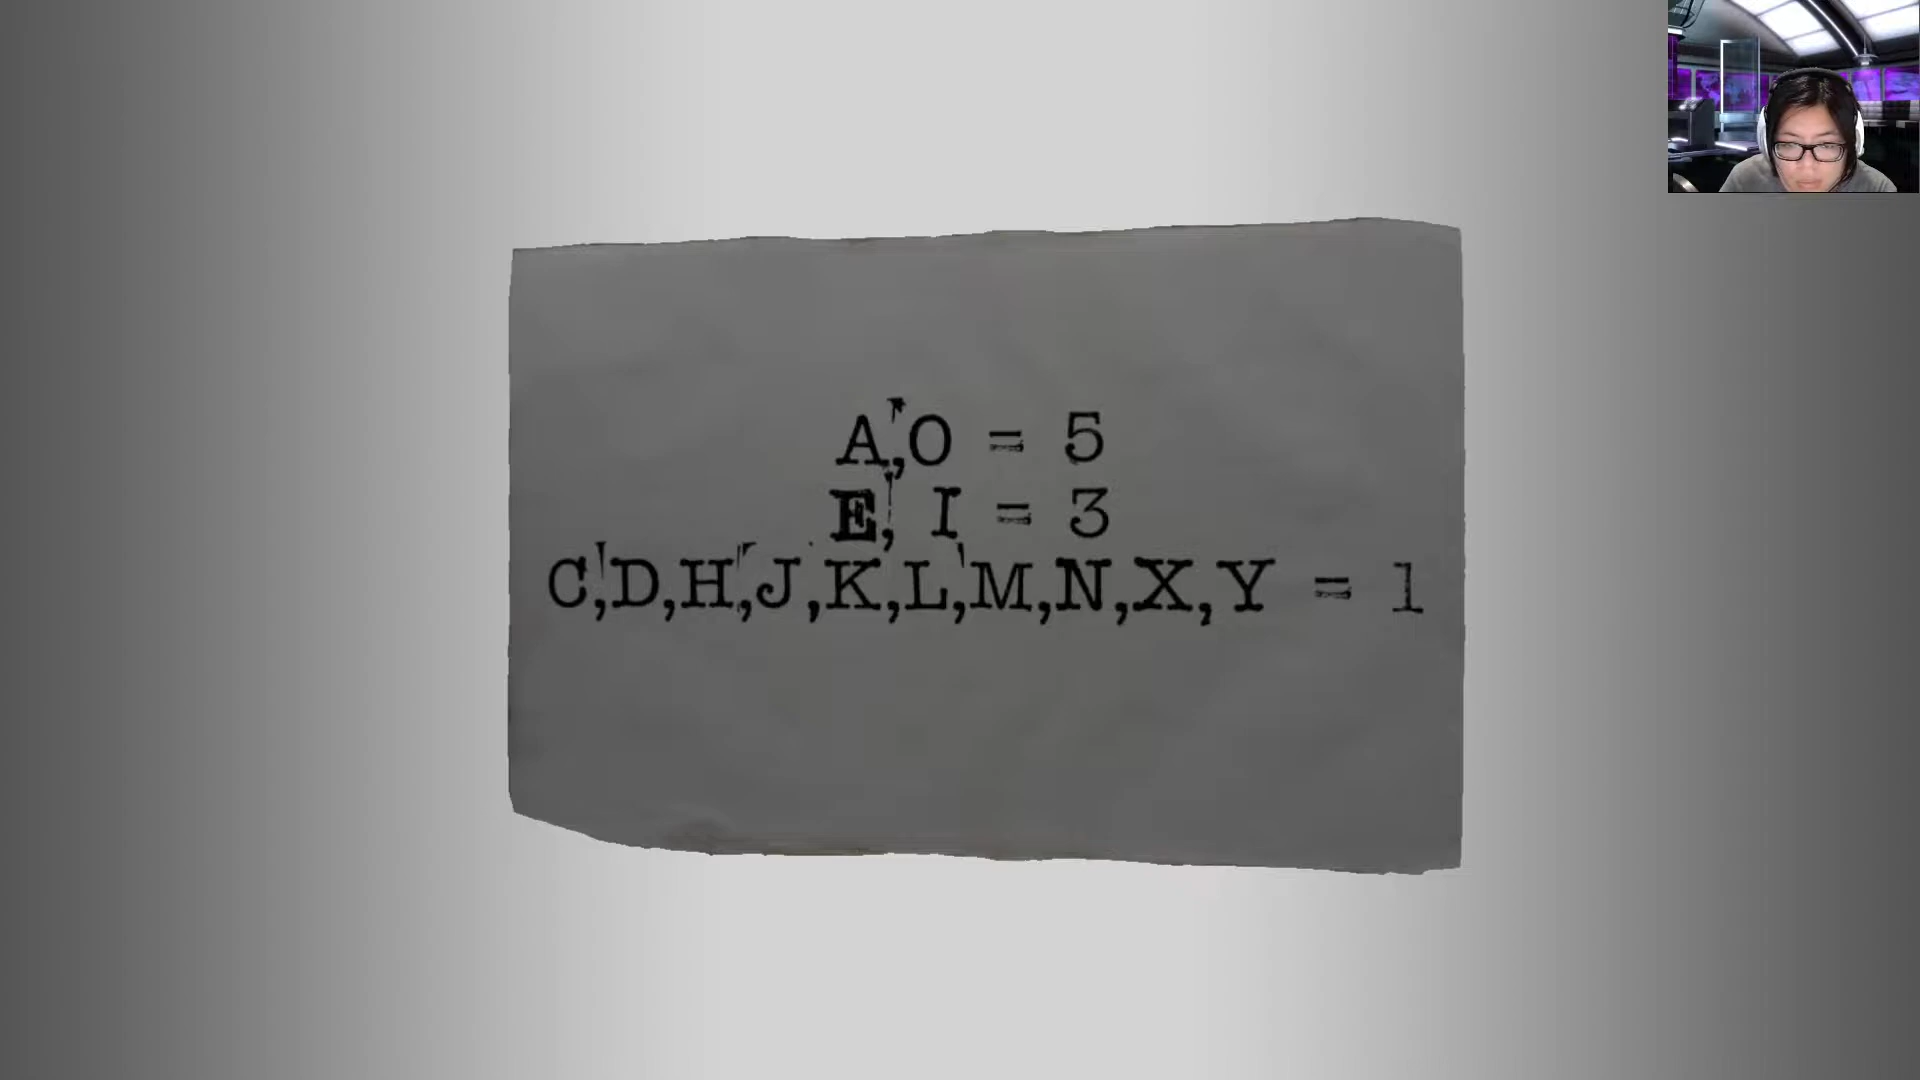 A,O = 5
E, I = 3
C,D,H,J,K,L,M,N,X,Y = 1